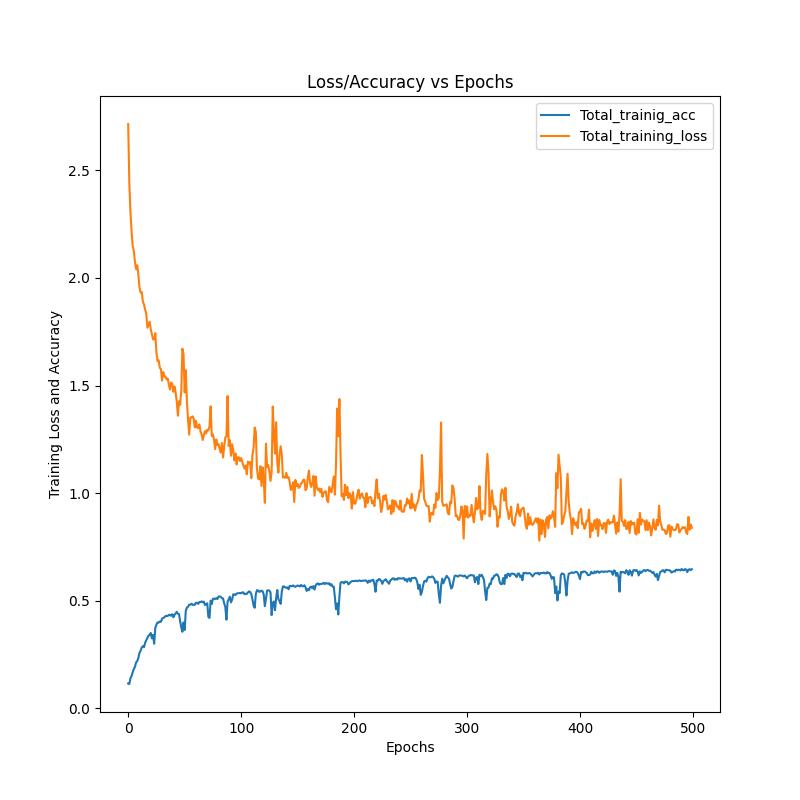 Loss/Accuracy vs Epochs
Total_trainig_acc
Total_training_loss
Training Loss and Accuracy
2.5
2.0
1.5
1.0
0.5
0.0
0 100 200 300 400 500
Epochs